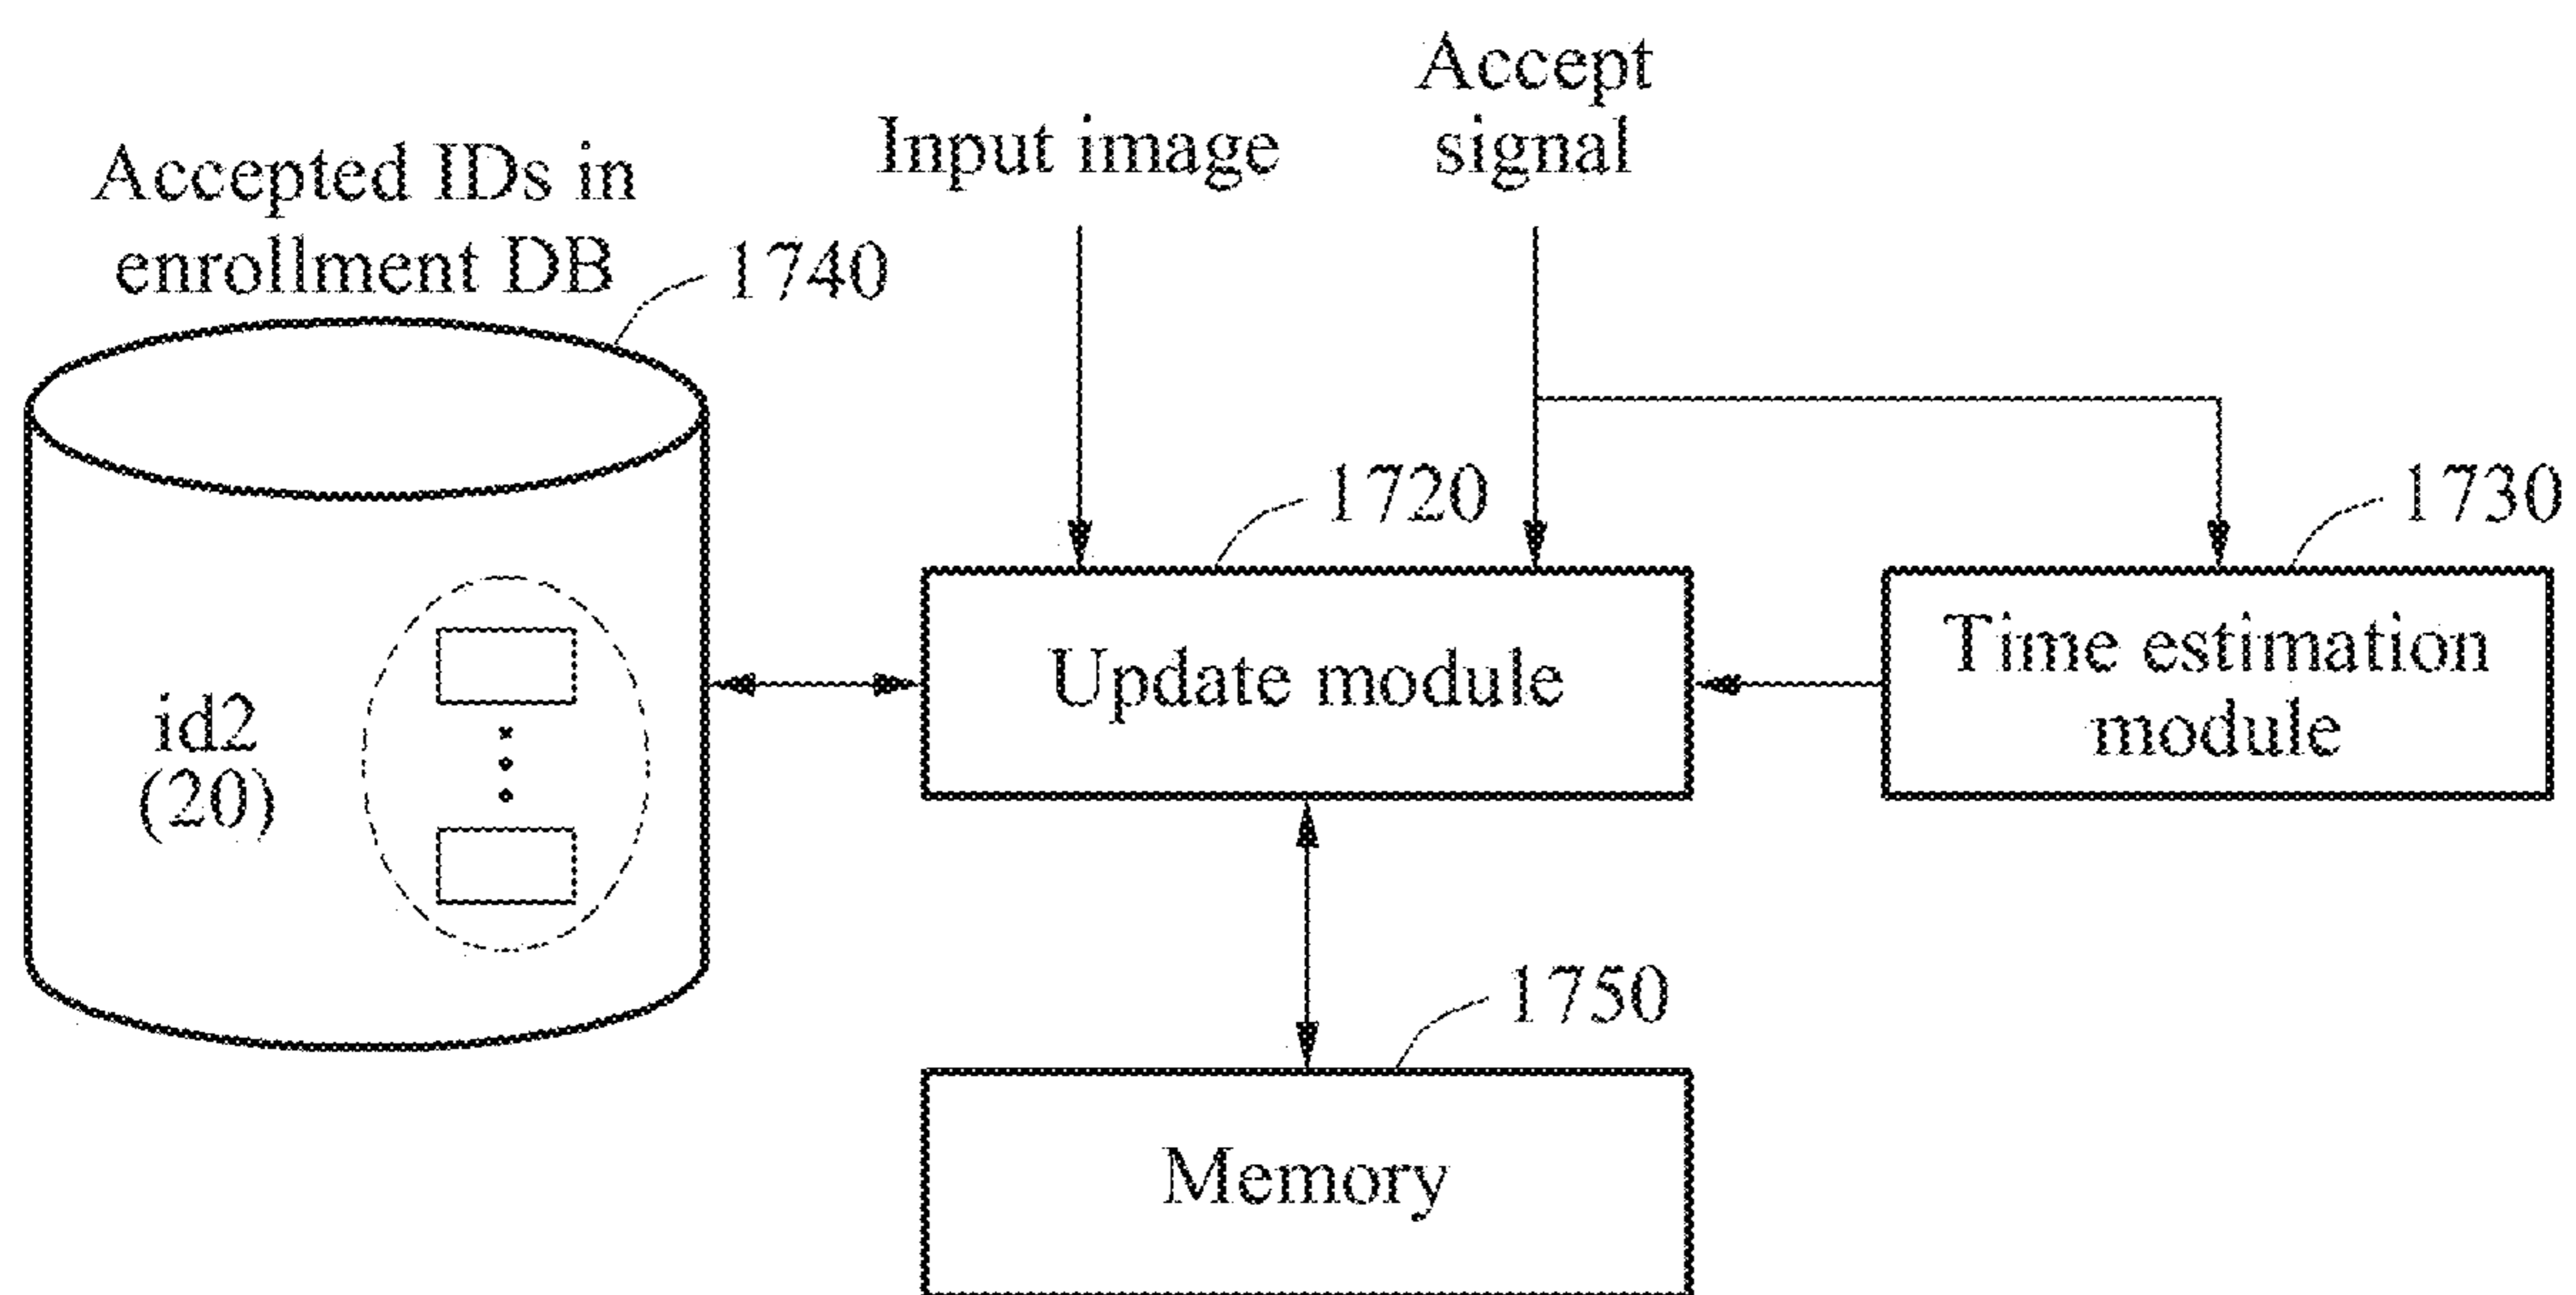 Accept
signal
Input image
Accepted IDs in
enrollment DB
1740
1720
1730
Update module
Time estimation
module
id2
(20)
1750
Memory